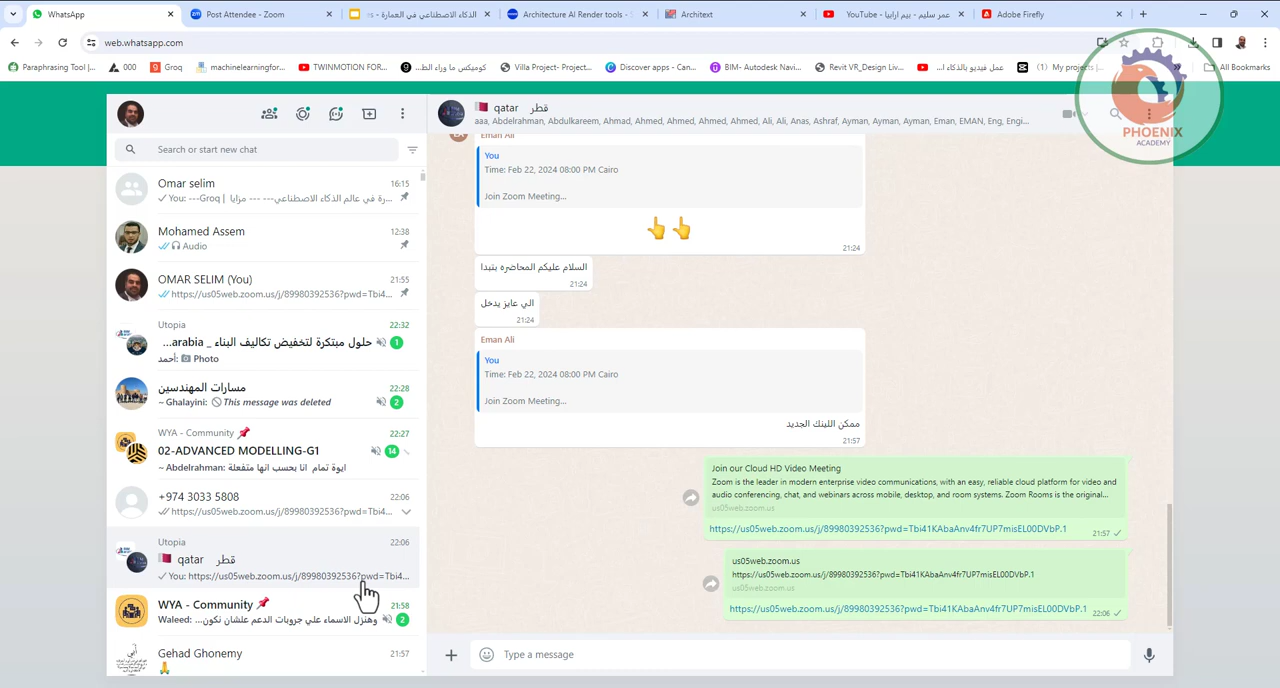 WhatsApp
Post Attendee - Zoom
الذكاء الاصطناعي في العمارة - rs
Architecture AI Render tools - S
Architext
عمر سليم - بيم ارابيا - YouTube
Adobe Firefly
web.whatsapp.com
Paraphrasing Tool |...
000
Groq
machinelearningfor...
TWINMOTION FOR...
كوميكس ما وراء الط...
Villa Project- Project...
Discover apps - Can...
BIM- Autodesk Navi...
Revit VR_Design Liv...
عمل فيديو بالذكاء ا...
(1) My projects |...
All Bookmarks
PHOENIX
ACADEMY
Search or start new chat
Omar selim
16:15
You: ---Groq | رة في عالم الذكاء الاصطناعي--- --- مزايا...
Mohamed Assem
12:38
Audio
OMAR SELIM (You)
21:55
https://us05web.zoom.us/j/89980392536?pwd=Tbi4...
Utopia
22:32
حلول مبتكرة لتخفيض تكاليف البناء _ arabia...
1
أحمد: Photo
مسارات المهندسين
22:28
~ Ghalayini: This message was deleted
2
WYA - Community
22:27
02-ADVANCED MODELLING-G1
14
~ Abdelrahman: ايوة تمام انا بحسب انها متفعلة
+974 3033 5808
22:06
https://us05web.zoom.us/j/89980392536?pwd=Tbi4...
Utopia
22:06
qatar قطر
You: https://us05web.zoom.us/j/89980392536?pwd=Tbi4...
WYA - Community
21:58
Waleed: وهنزل الاسماء علي جروبات الدعم علشان نكون...
2
Gehad Ghonemy
21:57
qatar قطر
aaa, Abdelrahman, Abdulkareem, Ahmad, Ahmed, Ahmed, Ahmed, Ali, Ali, Anas, Ashraf, Ayman, Ayman, Ayman, Eman, EMAN, Eng, Engi...
Eman Ali
You
Time: Feb 22, 2024 08:00 PM Cairo
Join Zoom Meeting...
21:24
السلام عليكم المحاضره بتبدا
21:24
الي عايز يدخل
21:24
Eman Ali
You
Time: Feb 22, 2024 08:00 PM Cairo
Join Zoom Meeting...
ممكن اللينك الجديد
21:57
Join our Cloud HD Video Meeting
Zoom is the leader in modern enterprise video communications, with an easy, reliable cloud platform for video and
audio conferencing, chat, and webinars across mobile, desktop, and room systems. Zoom Rooms is the original...
us05web.zoom.us
https://us05web.zoom.us/j/89980392536?pwd=Tbi41KAbaAnv4fr7UP7misEL00DVbP.1
21:57
us05web.zoom.us
https://us05web.zoom.us/j/89980392536?pwd=Tbi41KAbaAnv4fr7UP7misEL00DVbP.1
us05web.zoom.us
https://us05web.zoom.us/j/89980392536?pwd=Tbi41KAbaAnv4fr7UP7misEL00DVbP.1
22:06
Type a message